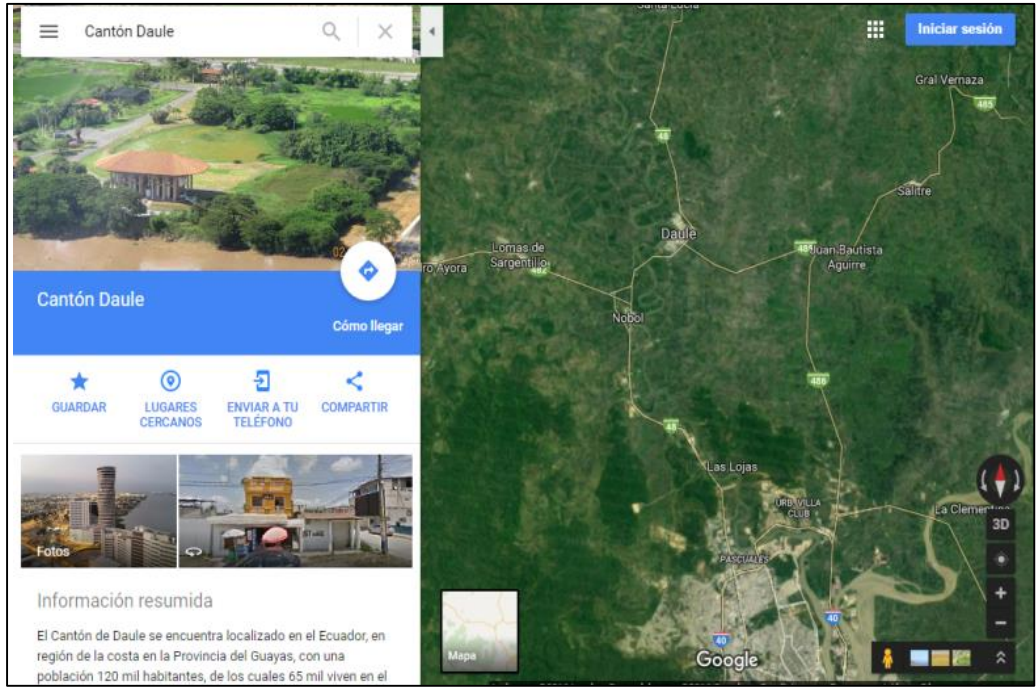 Cantón Daule
Cantón Daule
Cómo llegar
GUARDAR
LUGARES
CERCANOS
ENVIAR A TU
TELÉFONO
COMPARTIR
Fotos
Información resumida
El Cantón de Daule se encuentra localizado en el Ecuador, en
región de la costa en la Provincia del Guayas, con una
población 120 mil habitantes, de los cuales 65 mil viven en el
Santa Lucía
Iniciar sesión
Gral Vernaza
485
48
Salitre
Daule
Lomas de
Sargentillo
482
ro Ayora
Juan Bautista
Aguirre
Nobol
486
48
Las Lojas
URB. VILLA
CLUB
La Clementina
3D
PASCUALES
40
40
Mapa
Google